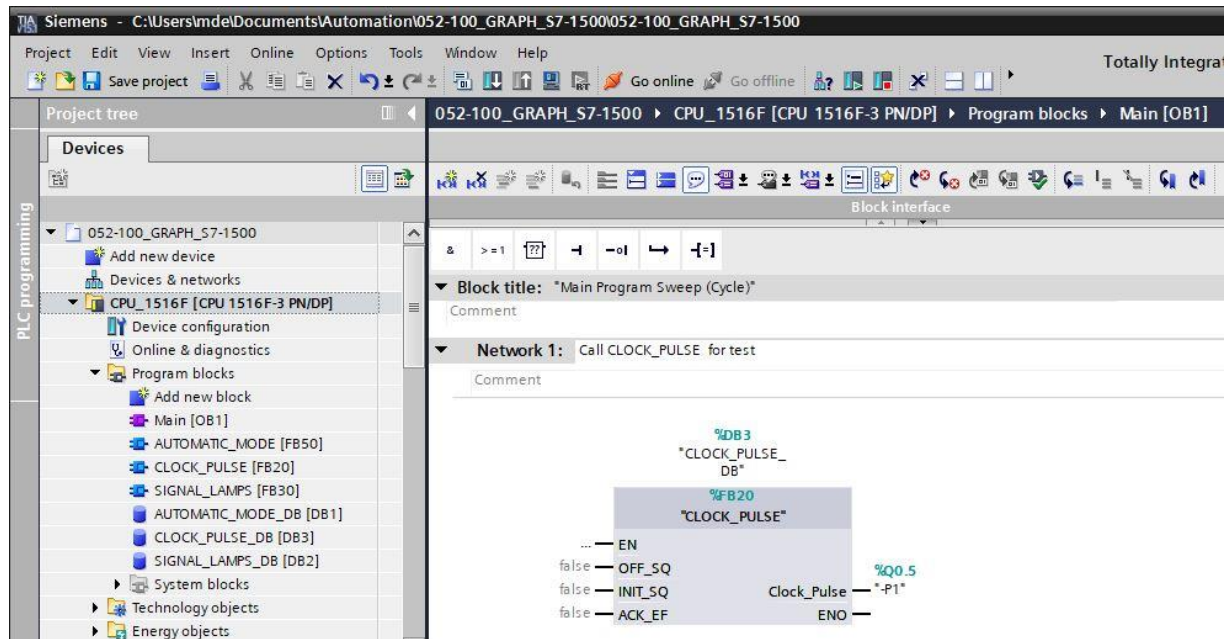 Siemens - C:\Users\mde\Documents\Automation\052-100_GRAPH_S7-1500\052-100_GRAPH_S7-1500
Project Edit View Insert Online Options Tools Window Help
Save project Go online Go offline
Totally Integrat
Project tree
052-100_GRAPH_S7-1500 CPU_1516F [CPU 1516F-3 PN/DP] Program blocks Main [OB1]
Devices
PLC programming
052-100_GRAPH_S7-1500
Add new device
Devices & networks
CPU_1516F [CPU 1516F-3 PN/DP]
Device configuration
Online & diagnostics
Program blocks
Add new block
Main [OB1]
AUTOMATIC_MODE [FB50]
CLOCK_PULSE [FB20]
SIGNAL_LAMPS [FB30]
AUTOMATIC_MODE_DB [DB1]
CLOCK_PULSE_DB [DB3]
SIGNAL_LAMPS_DB [DB2]
System blocks
Technology objects
Energy objects
Block interface
& >=1 ??
Block title: "Main Program Sweep (Cycle)"
Comment
Network 1: Call CLOCK_PULSE for test
Comment
%DB3
"CLOCK_PULSE_
DB"
%FB20
"CLOCK_PULSE"
... EN
false OFF_SQ
%Q0.5
false INIT_SQ Clock_Pulse "-P1"
false ACK_EF ENO